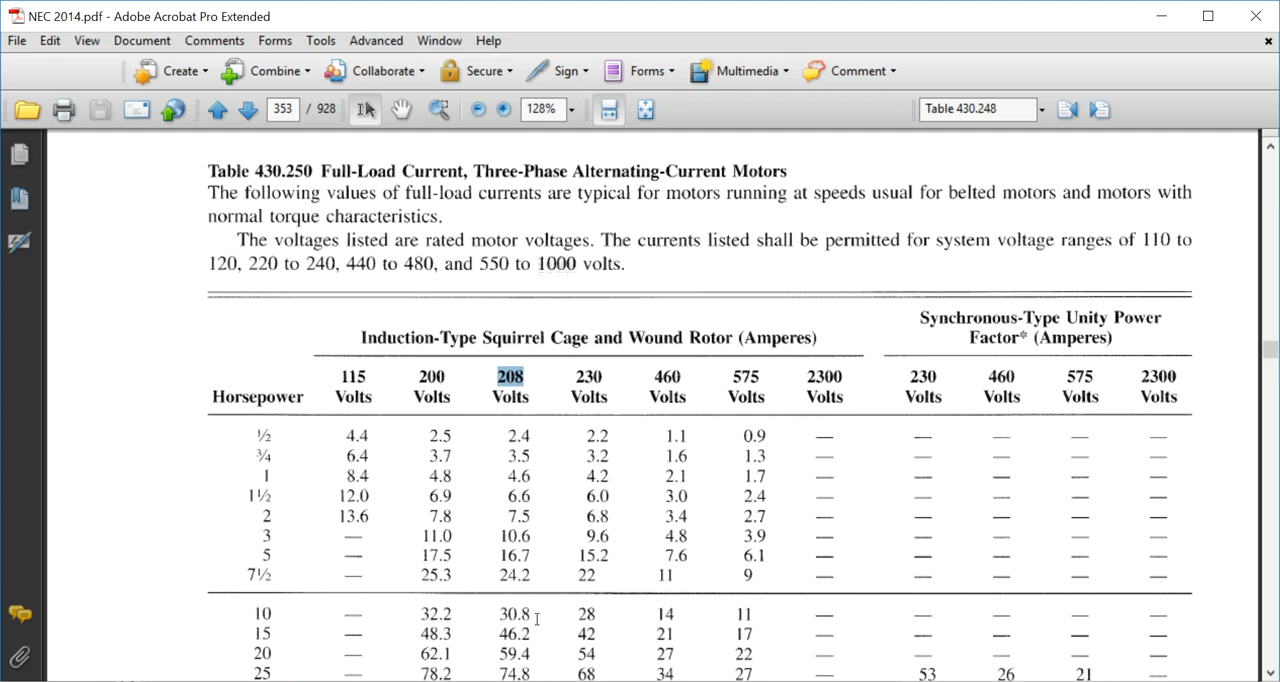 NEC 2014.pdf - Adobe Acrobat Pro Extended
File Edit View Document Comments Forms Tools Advanced Window Help
Create Combine Collaborate Secure Sign Forms Multimedia Comment
353 / 928 128% Table 430.248
Table 430.250 Full-Load Current, Three-Phase Alternating-Current Motors
The following values of full-load currents are typical for motors running at speeds usual for belted motors and motors with
normal torque characteristics.
The voltages listed are rated motor voltages. The currents listed shall be permitted for system voltage ranges of 110 to
120, 220 to 240, 440 to 480, and 550 to 1000 volts.
Synchronous-Type Unity Power
Induction-Type Squirrel Cage and Wound Rotor (Amperes) Factor* (Amperes)
115 200 208 230 460 575 2300 230 460 575 2300
Horsepower Volts Volts Volts Volts Volts Volts Volts Volts Volts Volts Volts
½ 4.4 2.5 2.4 2.2 1.1 0.9 — — — — —
¾ 6.4 3.7 3.5 3.2 1.6 1.3 — — — — —
1 8.4 4.8 4.6 4.2 2.1 1.7 — — — — —
1½ 12.0 6.9 6.6 6.0 3.0 2.4 — — — — —
2 13.6 7.8 7.5 6.8 3.4 2.7 — — — — —
3 — 11.0 10.6 9.6 4.8 3.9 — — — — —
5 — 17.5 16.7 15.2 7.6 6.1 — — — — —
7½ — 25.3 24.2 22 11 9 — — — — —
10 — 32.2 30.8 28 14 11 — — — — —
15 — 48.3 46.2 42 21 17 — — — — —
20 — 62.1 59.4 54 27 22 — — — — —
25 — 78.2 74.8 68 34 27 — 53 26 21 —